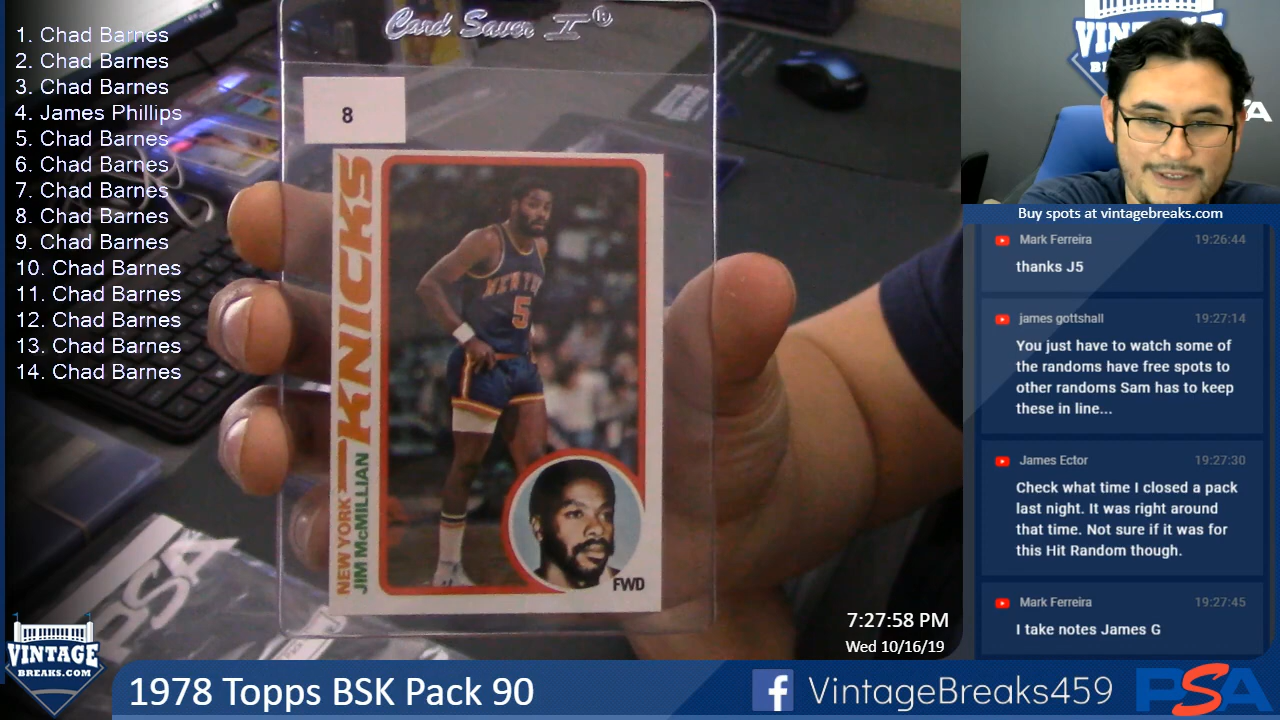 1. Chad Barnes
2. Chad Barnes
3. Chad Barnes
4. James Phillips
5. Chad Barnes
6. Chad Barnes
7. Chad Barnes
8. Chad Barnes
9. Chad Barnes
10. Chad Barnes
11. Chad Barnes
12. Chad Barnes
13. Chad Barnes
14. Chad Barnes
Card Saver I ®
8
KNICKS
NEW YORK
JIM McMILLIAN
NEW YORK
5
FWD
PSA
VINTAGE
Buy spots at vintagebreaks.com
Mark Ferreira 19:26:44
thanks J5
james gottshall 19:27:14
You just have to watch some of
the randoms have free spots to
other randoms Sam has to keep
these in line...
James Ector 19:27:30
Check what time I closed a pack
last night. It was right around
that time. Not sure if it was for
this Hit Random though.
Mark Ferreira 19:27:45
I take notes James G
7:27:58 PM
Wed 10/16/19
VINTAGE
BREAKS.COM
1978 Topps BSK Pack 90
f VintageBreaks459
PSA